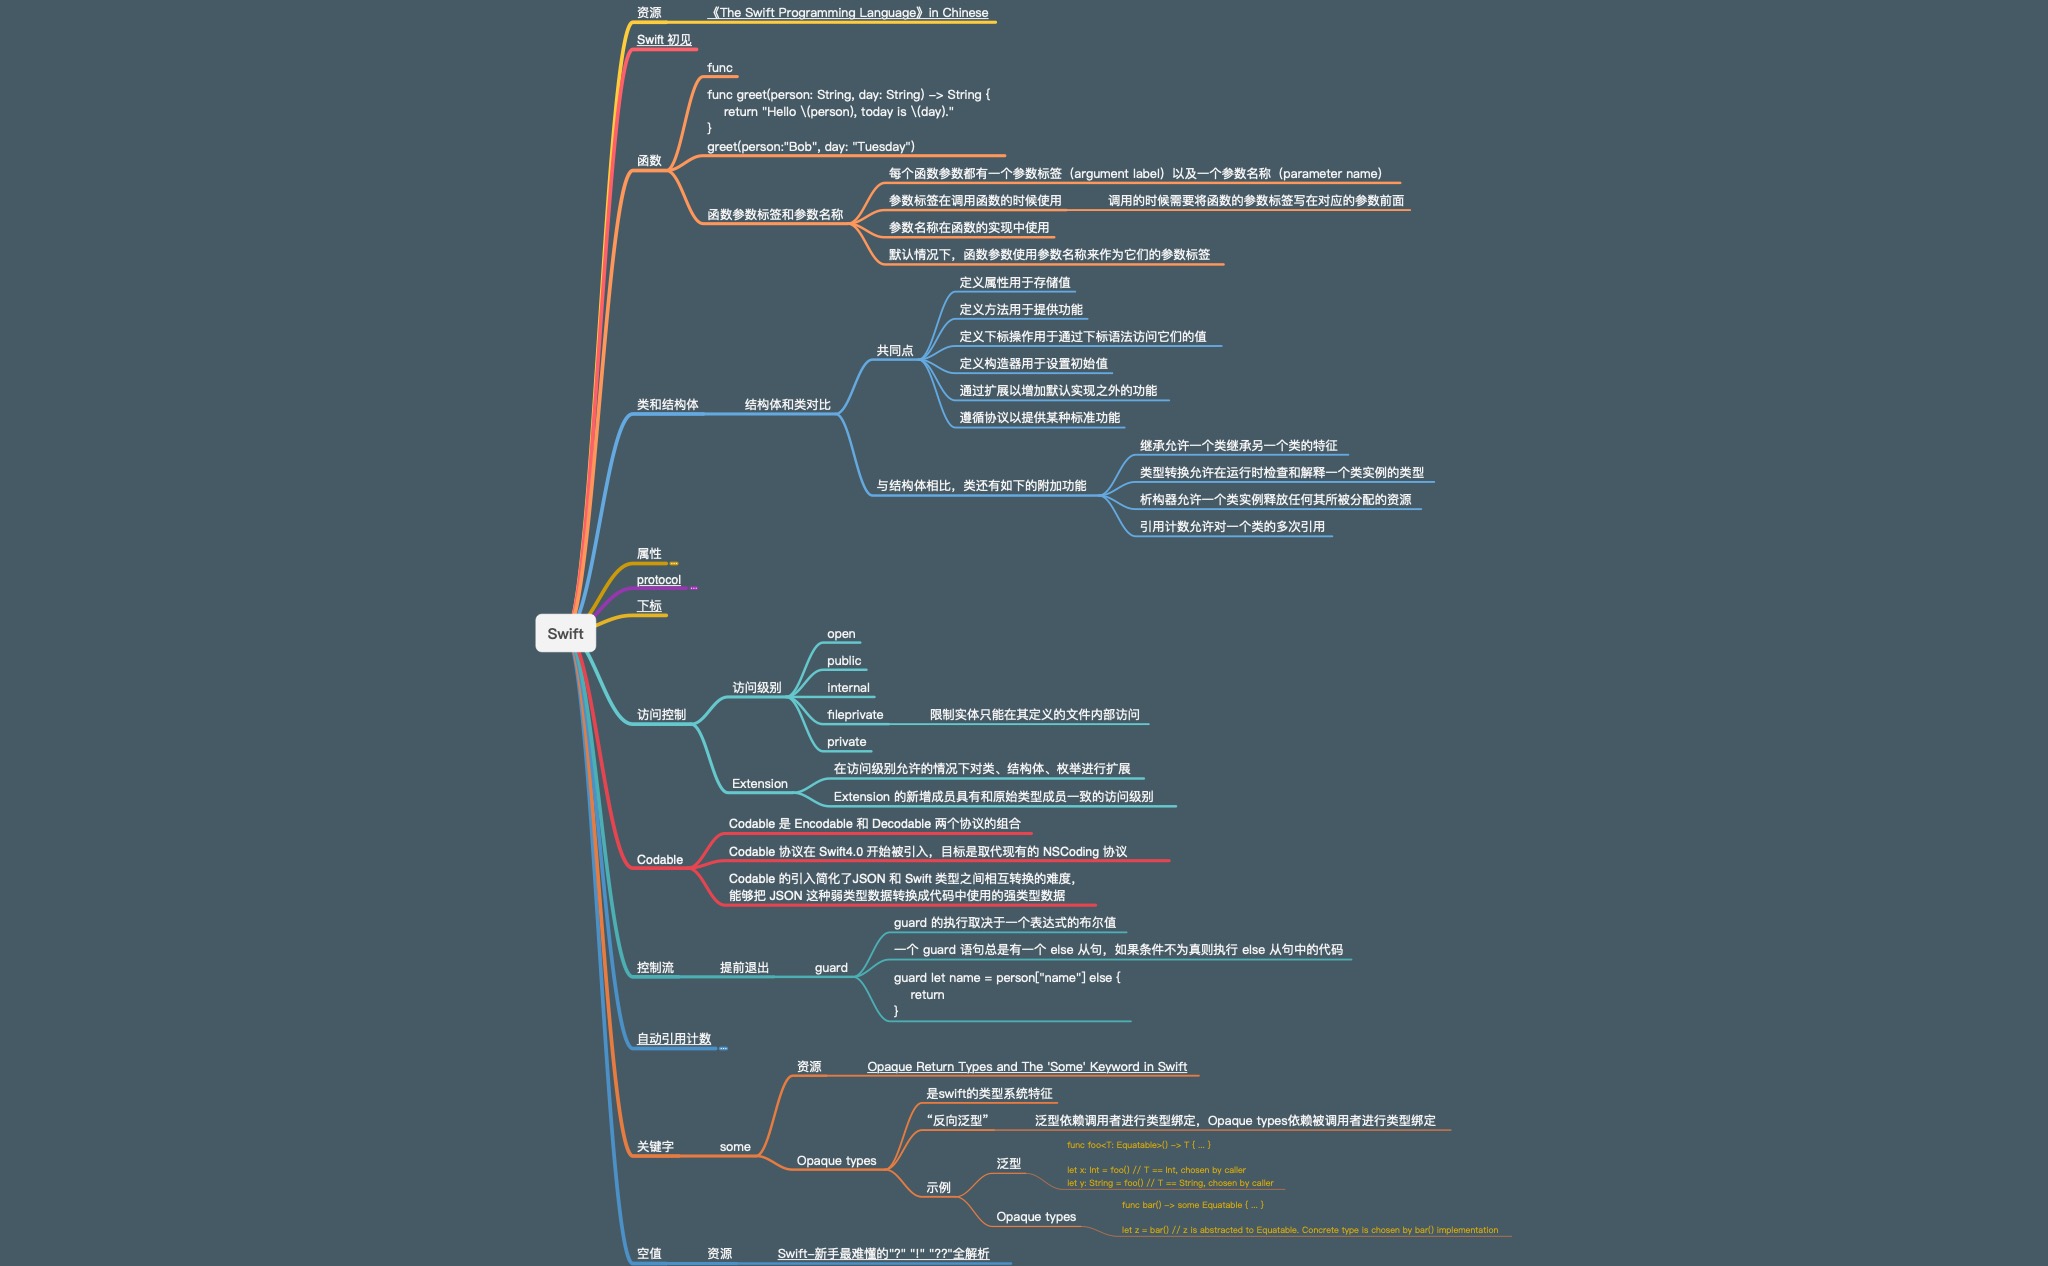 资源
《The Swift Programming Language》in Chinese
Swift 初见
函数
func
func greet(person: String, day: String) -> String {
return "Hello \(person), today is \(day)."
}
greet(person:"Bob", day: "Tuesday")
函数参数标签和参数名称
每个函数参数都有一个参数标签（argument label）以及一个参数名称（parameter name）
参数标签在调用函数的时候使用
调用的时候需要将函数的参数标签写在对应的参数前面
参数名称在函数的实现中使用
默认情况下，函数参数使用参数名称来作为它们的参数标签
类和结构体
结构体和类对比
共同点
定义属性用于存储值
定义方法用于提供功能
定义下标操作用于通过下标语法访问它们的值
定义构造器用于设置初始值
通过扩展以增加默认实现之外的功能
遵循协议以提供某种标准功能
与结构体相比，类还有如下的附加功能
继承允许一个类继承另一个类的特征
类型转换允许在运行时检查和解释一个类实例的类型
析构器允许一个类实例释放任何其所被分配的资源
引用计数允许对一个类的多次引用
属性
protocol
下标
Swift
访问控制
访问级别
open
public
internal
fileprivate
限制实体只能在其定义的文件内部访问
private
Extension
在访问级别允许的情况下对类、结构体、枚举进行扩展
Extension 的新增成员具有和原始类型成员一致的访问级别
Codable
Codable 是 Encodable 和 Decodable 两个协议的组合
Codable 协议在 Swift4.0 开始被引入，目标是取代现有的 NSCoding 协议
Codable 的引入简化了JSON 和 Swift 类型之间相互转换的难度，
能够把 JSON 这种弱类型数据转换成代码中使用的强类型数据
控制流
提前退出
guard
guard 的执行取决于一个表达式的布尔值
一个 guard 语句总是有一个 else 从句，如果条件不为真则执行 else 从句中的代码
guard let name = person["name"] else {
return
}
自动引用计数
关键字
some
资源
Opaque Return Types and The 'Some' Keyword in Swift
Opaque types
是swift的类型系统特征
“反向泛型”
泛型依赖调用者进行类型绑定，Opaque types依赖被调用者进行类型绑定
示例
泛型
func foo<T: Equatable>() -> T { ... }
let x: Int = foo() // T == Int, chosen by caller
let y: String = foo() // T == String, chosen by caller
Opaque types
func bar() -> some Equatable { ... }
let z = bar() // z is abstracted to Equatable. Concrete type is chosen by bar() implementation
空值
资源
Swift-新手最难懂的"?" "!" "??"全解析